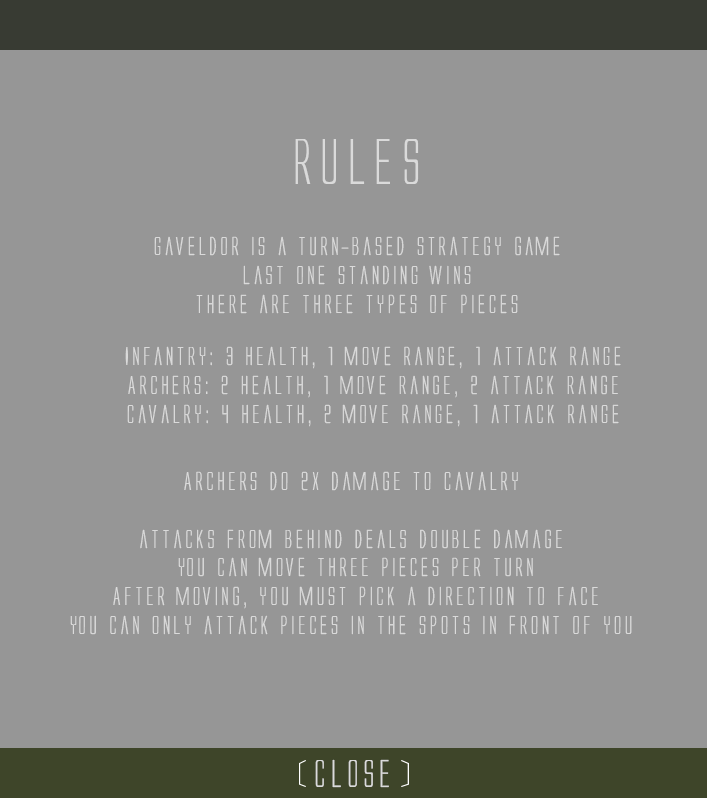 RULES
GAVELDOR IS A TURN-BASED STRATEGY GAME
LAST ONE STANDING WINS
THERE ARE THREE TYPES OF PIECES
INFANTRY: 3 HEALTH, 1 MOVE RANGE, 1 ATTACK RANGE
ARCHERS: 2 HEALTH, 1 MOVE RANGE, 2 ATTACK RANGE
CAVALRY: 4 HEALTH, 2 MOVE RANGE, 1 ATTACK RANGE
ARCHERS DO 2X DAMAGE TO CAVALRY
ATTACKS FROM BEHIND DEALS DOUBLE DAMAGE
YOU CAN MOVE THREE PIECES PER TURN
AFTER MOVING, YOU MUST PICK A DIRECTION TO FACE
YOU CAN ONLY ATTACK PIECES IN THE SPOTS IN FRONT OF YOU
(CLOSE)